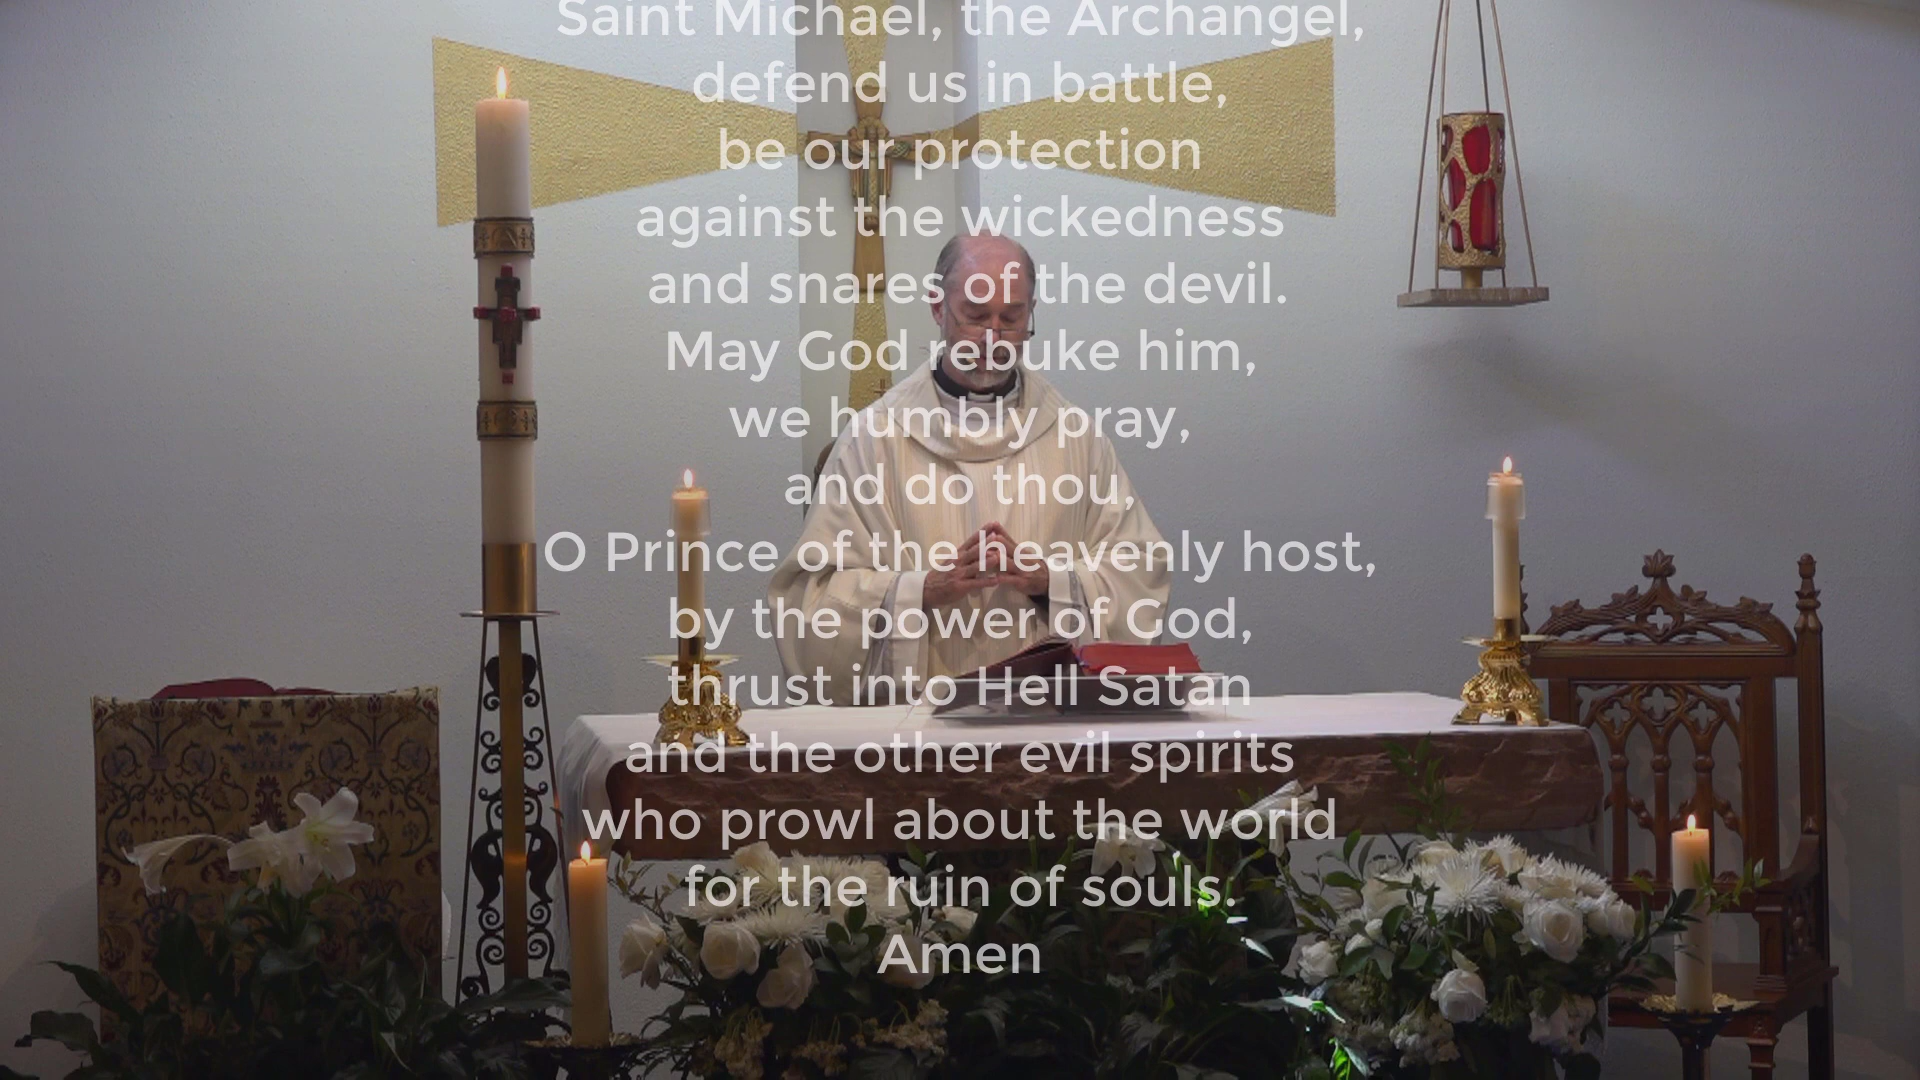 Saint Michael, the Archangel,
defend us in battle,
be our protection
against the wickedness
and snares of the devil.
May God rebuke him,
we humbly pray,
and do thou,
O Prince of the heavenly host,
by the power of God,
thrust into Hell Satan
and the other evil spirits
who prowl about the world
for the ruin of souls.
Amen